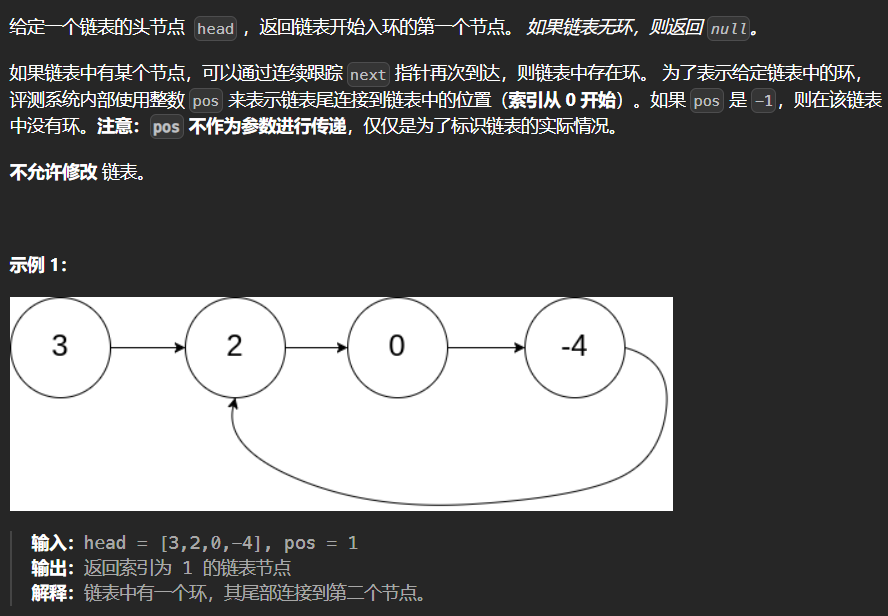 给定一个链表的头节点 head ，返回链表开始入环的第一个节点。 如果链表无环，则返回 null。
如果链表中有某个节点，可以通过连续跟踪 next 指针再次到达，则链表中存在环。 为了表示给定链表中的环，
评测系统内部使用整数 pos 来表示链表尾连接到链表中的位置（索引从 0 开始）。如果 pos 是 -1，则在该链表
中没有环。注意：pos 不作为参数进行传递，仅仅是为了标识链表的实际情况。
不允许修改 链表。
示例 1：
3 2 0 -4
输入：head = [3,2,0,-4], pos = 1
输出：返回索引为 1 的链表节点
解释：链表中有一个环，其尾部连接到第二个节点。